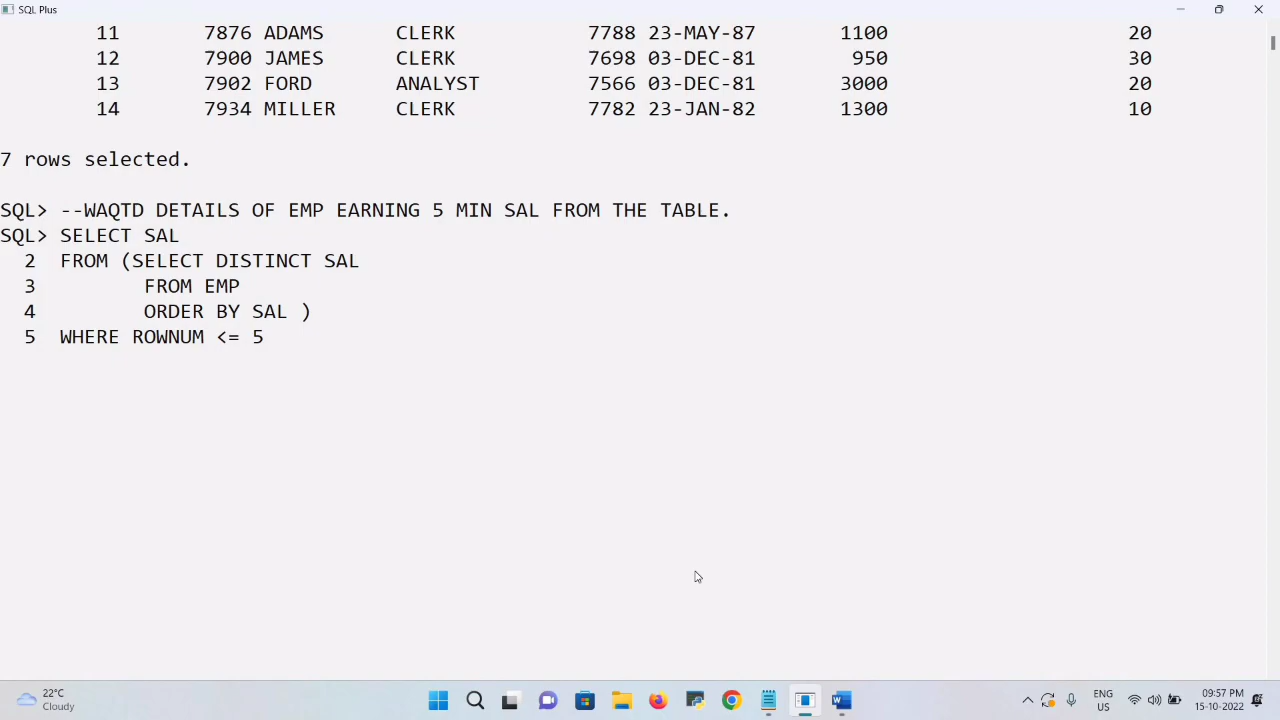 SQL Plus
11 7876 ADAMS CLERK 7788 23-MAY-87 1100 20
12 7900 JAMES CLERK 7698 03-DEC-81 950 30
13 7902 FORD ANALYST 7566 03-DEC-81 3000 20
14 7934 MILLER CLERK 7782 23-JAN-82 1300 10
7 rows selected.
SQL> --WAQTD DETAILS OF EMP EARNING 5 MIN SAL FROM THE TABLE.
SQL> SELECT SAL
2 FROM (SELECT DISTINCT SAL
3 FROM EMP
4 ORDER BY SAL )
5 WHERE ROWNUM <= 5
22°C
ENG
US
09:57 PM
15-10-2022